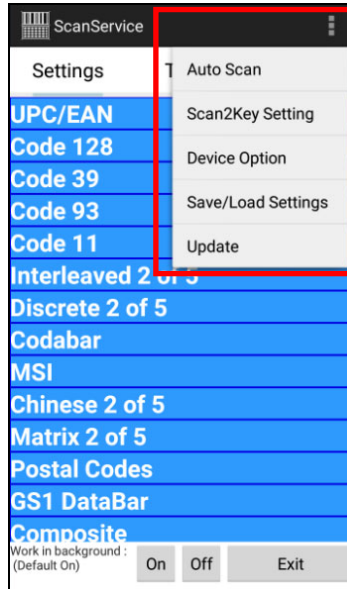 ScanService
Settings
T
Auto Scan
Scan2Key Setting
Device Option
Save/Load Settings
Update
UPC/EAN
Code 128
Code 39
Code 93
Code 11
Interleaved 2 of 5
Discrete 2 of 5
Codabar
MSI
Chinese 2 of 5
Matrix 2 of 5
Postal Codes
GS1 DataBar
Composite
Work in background :
(Default On)
On
Off
Exit